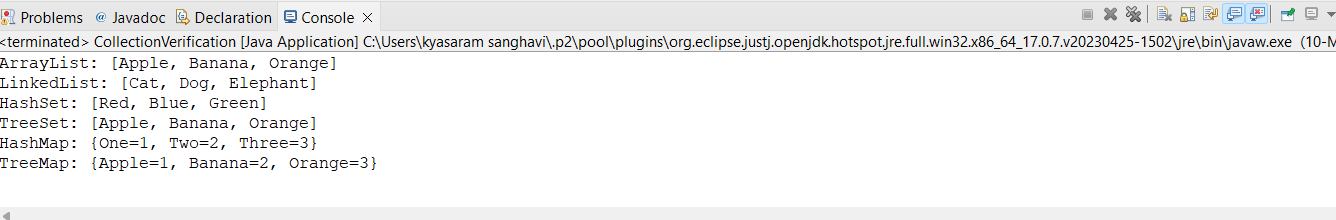 Problems @ Javadoc Declaration Console
<terminated> CollectionVerification [Java Application] C:\Users\kyasaram sanghavi\.p2\pool\plugins\org.eclipse.justj.openjdk.hotspot.jre.full.win32.x86_64_17.0.7.v20230425-1502\jre\bin\javaw.exe (10-M
ArrayList: [Apple, Banana, Orange]
LinkedList: [Cat, Dog, Elephant]
HashSet: [Red, Blue, Green]
TreeSet: [Apple, Banana, Orange]
HashMap: {One=1, Two=2, Three=3}
TreeMap: {Apple=1, Banana=2, Orange=3}